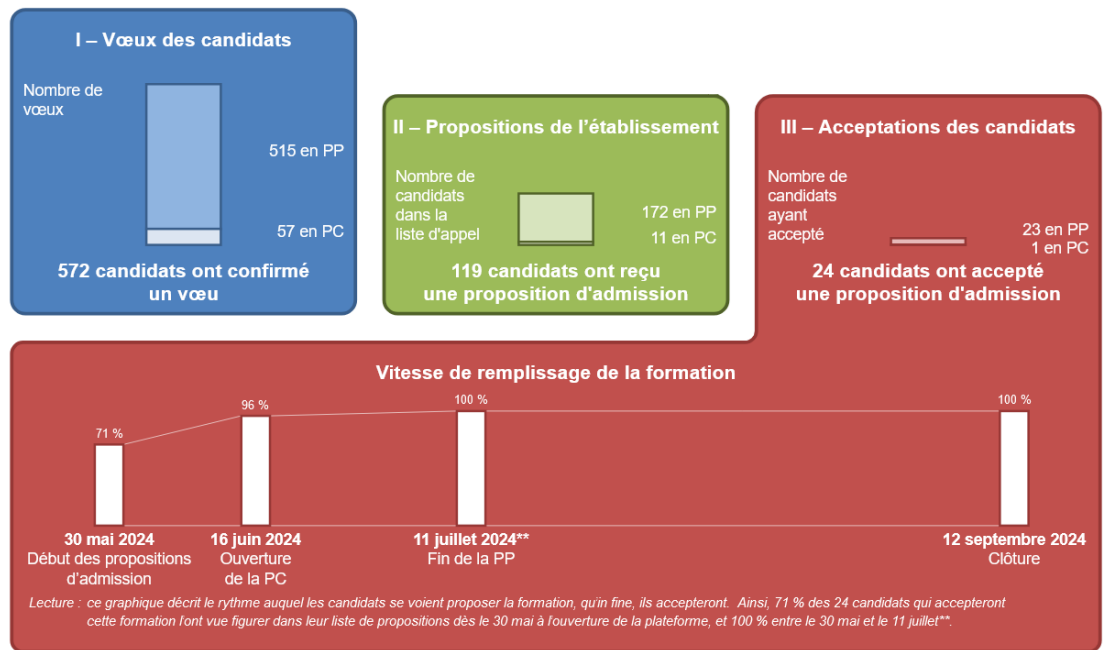 I – Vœux des candidats
Nombre de
vœux
515 en PP
57 en PC
572 candidats ont confirmé
un vœu
II – Propositions de l'établissement
Nombre de
candidats
dans la
liste d'appel
172 en PP
11 en PC
119 candidats ont reçu
une proposition d'admission
III – Acceptations des candidats
Nombre de
candidats
ayant
accepté
23 en PP
1 en PC
24 candidats ont accepté
une proposition d'admission
Vitesse de remplissage de la formation
71 %
96 %
100 %
100 %
30 mai 2024
Début des propositions
d'admission
16 juin 2024
Ouverture
de la PC
11 juillet 2024**
Fin de la PP
12 septembre 2024
Clôture
Lecture : ce graphique décrit le rythme auquel les candidats se voient proposer la formation, qu'in fine, ils accepteront. Ainsi, 71 % des 24 candidats qui accepteront
cette formation l'ont vue figurer dans leur liste de propositions dès le 30 mai à l'ouverture de la plateforme, et 100 % entre le 30 mai et le 11 juillet**.